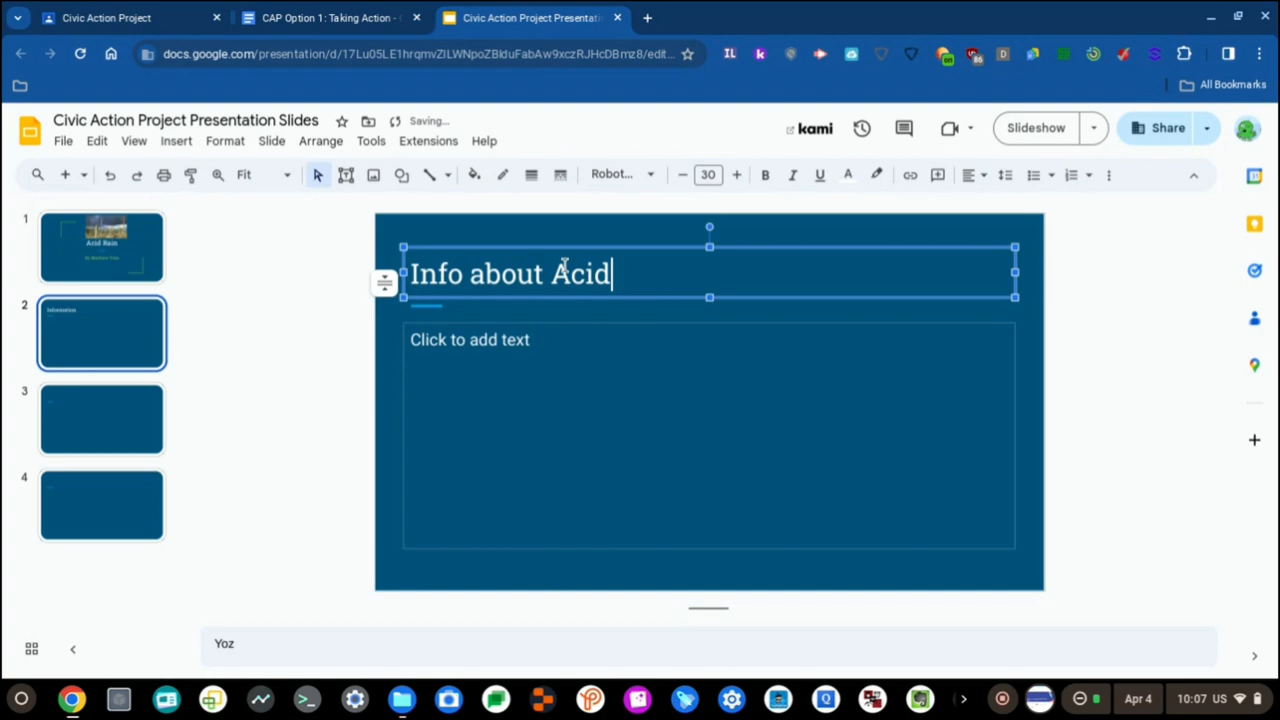 Civic Action Project
CAP Option 1: Taking Action -
Civic Action Project Presentati
docs.google.com/presentation/d/17Lu05LE1hrqmvZILWNpoZBlduFabAw9xczRJHcDBmz8/edit...
All Bookmarks
Civic Action Project Presentation Slides
Saving...
File Edit View Insert Format Slide Arrange Tools Extensions Help
kami
Slideshow
Share
Fit
Robot...
30
B I U A
1
Acid Rain
2
Information
3
4
Info about Acid
Click to add text
Yoz
Apr 4
10:07 US